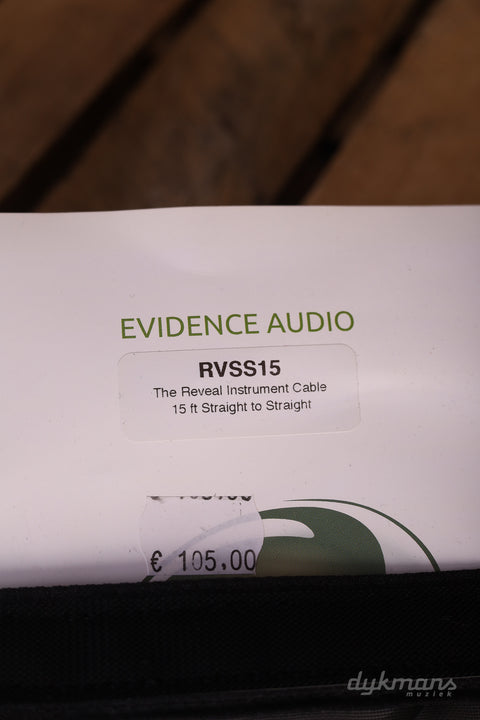 EVIDENCE AUDIO
RVSS15
The Reveal Instrument Cable
15 ft Straight to Straight
€ 105,00
dykmans
muziek